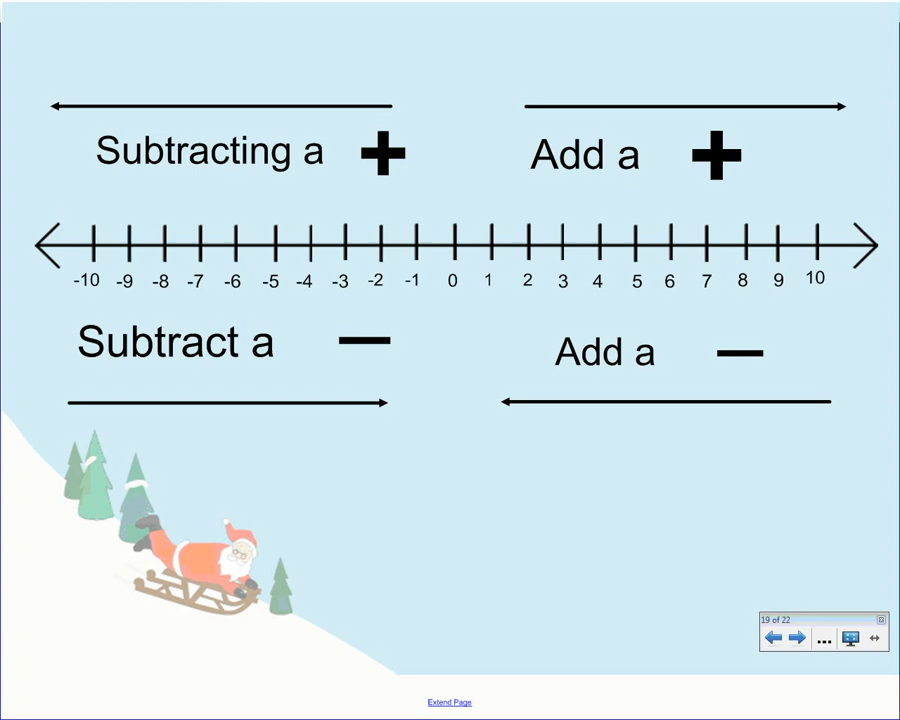 Subtracting a +
Add a +
-10 -9 -8 -7 -6 -5 -4 -3 -2 -1 0 1 2 3 4 5 6 7 8 9 10
Subtract a −
Add a −
19 of 22
...
Extend Page